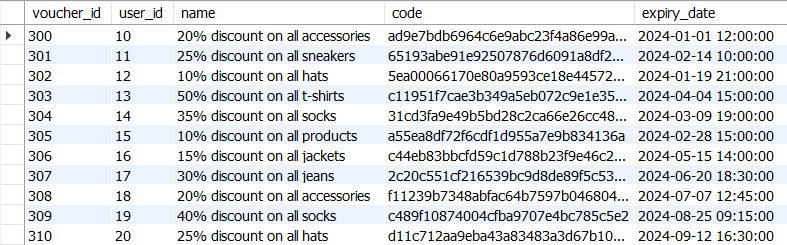 voucher_id user_id name code expiry_date
300 10 20% discount on all accessories ad9e7bdb6964c6e9abc23f4a86e99a... 2024-01-01 12:00:00
301 11 25% discount on all sneakers 65193abe91e92507876d6091a8df2... 2024-02-14 10:00:00
302 12 10% discount on all hats 5ea00066170e80a9593ce18e44572... 2024-01-19 21:00:00
303 13 50% discount on all t-shirts c11951f7cae3b349a5eb072c9e1e35... 2024-04-04 15:00:00
304 14 35% discount on all socks 31cd3fa9e49b5bd28c2ca66e26cc48... 2024-03-09 19:00:00
305 15 10% discount on all products a55ea8df72f6cdf1d955a7e9b834136a 2024-02-28 15:00:00
306 16 15% discount on all jackets c44eb83bbcfd59c1d788b23f9e46c2... 2024-05-15 14:00:00
307 17 30% discount on all jeans 2c20c551cf216539bc9d8de89f5c53... 2024-06-20 18:30:00
308 18 20% discount on all accessories f11239b7348abfac64b7597b046804... 2024-07-07 12:45:00
309 19 40% discount on all socks c489f10874004cfba9707e4bc785c5e2 2024-08-25 09:15:00
310 20 25% discount on all hats d11c712aa9eba43a83483a3d67b10... 2024-09-12 16:30:00